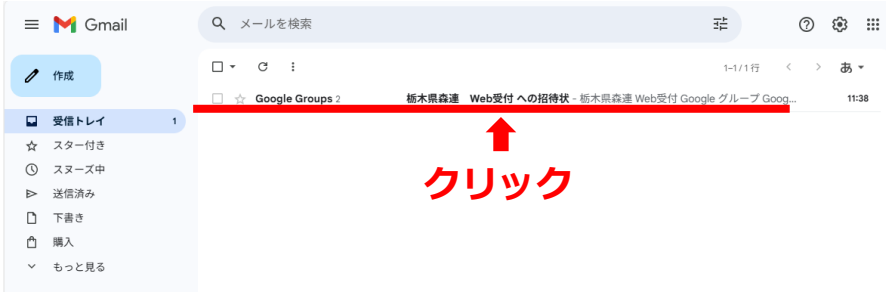 Gmail
メールを検索
作成
1–1/1 行
あ
Google Groups 2 栃木県森連 Web受付 への招待状 - 栃木県森連 Web受付 Google グループ Goog... 11:38
受信トレイ 1
スター付き
スヌーズ中
送信済み
下書き
購入
もっと見る
クリック